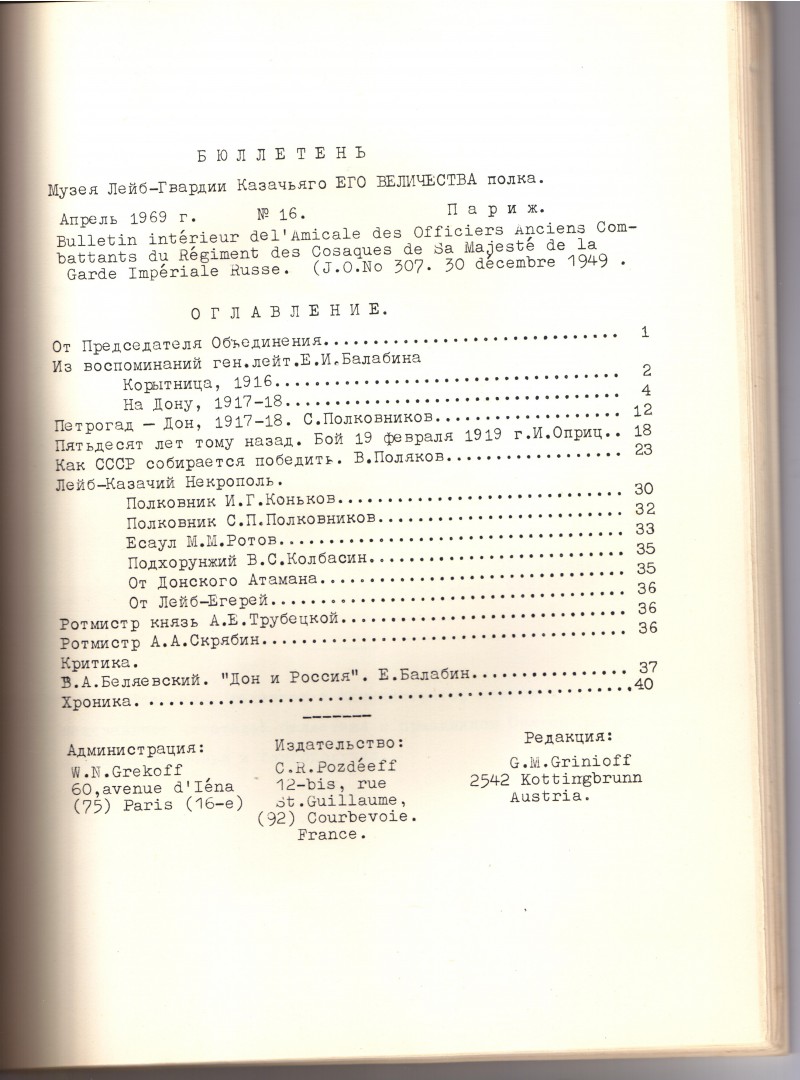 БЮЛЛЕТЕНЬ
Музея Лейб-Гвардии Казачьяго ЕГО ВЕЛИЧЕСТВА полка.
Апрель 1969 г. № 16. Париж.
Bulletin intérieur del'Amicale des Officiers Anciens Com-
battants du Régiment des Cosaques de Sa Majesté de la
Garde Impériale Russe. (J.O.No 307. 30 décembre 1949 .
ОГЛАВЛЕНИЕ.
От Председателя Объединения.............................. 1
Из воспоминаний ген.лейт.Е.И.Балабина
Корытница, 1916................................... 2
На Дону, 1917-18.................................. 4
Петроград — Дон, 1917-18. С.Полковников.................. 12
Пятьдесят лет тому назад. Бой 19 февраля 1919 г.И.Оприц.. 18
Как СССР собирается победить. В.Поляков.................. 23
Лейб-Казачий Некрополь.
Полковник И.Г.Коньков............................. 30
Полковник С.П.Полковников......................... 32
Есаул М.М.Ротов................................... 33
Подхорунжий В.С.Колбасин.......................... 35
От Донского Атамана............................... 35
От Лейб-Егерей.................................... 36
Ротмистр князь А.Е.Трубецкой............................. 36
Ротмистр А.А.Скрябин..................................... 36
Критика.
В.А.Беляевский. "Дон и Россия". Е.Балабин................ 37
Хроника. ................................................40
-------
Администрация:
W.N.Grekoff
60,avenue d'Iéna
(75) Paris (16-e)
Издательство:
C.R.Pozdéeff
12-bis, rue
St.Guillaume,
(92) Courbevoie.
France.
Редакция:
G.M.Grinioff
2542 Kottingbrunn
Austria.